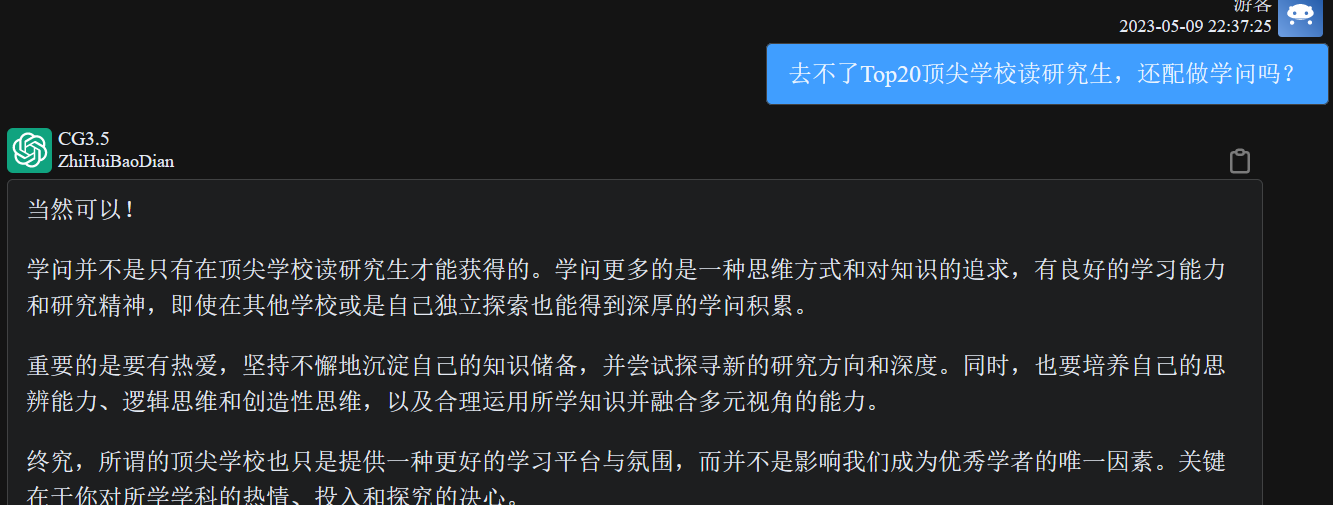 游客
2023-05-09 22:37:25
去不了Top20顶尖学校读研究生，还配做学问吗？
CG3.5
ZhiHuiBaoDian
当然可以！
学问并不是只有在顶尖学校读研究生才能获得的。学问更多的是一种思维方式和对知识的追求，有良好的学习能力
和研究精神，即使在其他学校或是自己独立探索也能得到深厚的学问积累。
重要的是要有热爱，坚持不懈地沉淀自己的知识储备，并尝试探寻新的研究方向和深度。同时，也要培养自己的思
辨能力、逻辑思维和创造性思维，以及合理运用所学知识并融合多元视角的能力。
终究，所谓的顶尖学校也只是提供一种更好的学习平台与氛围，而并不是影响我们成为优秀学者的唯一因素。关键
在于你对所学学科的热情、投入和探究的决心。